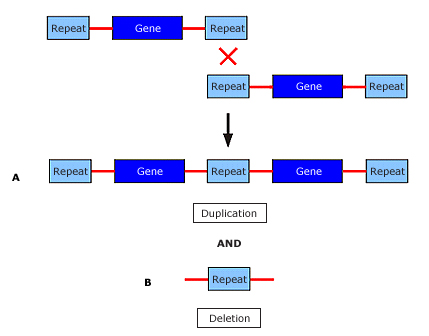 Repeat Gene Repeat
Repeat Gene Repeat
A Repeat Gene Repeat Gene Repeat
Duplication
AND
B Repeat
Deletion